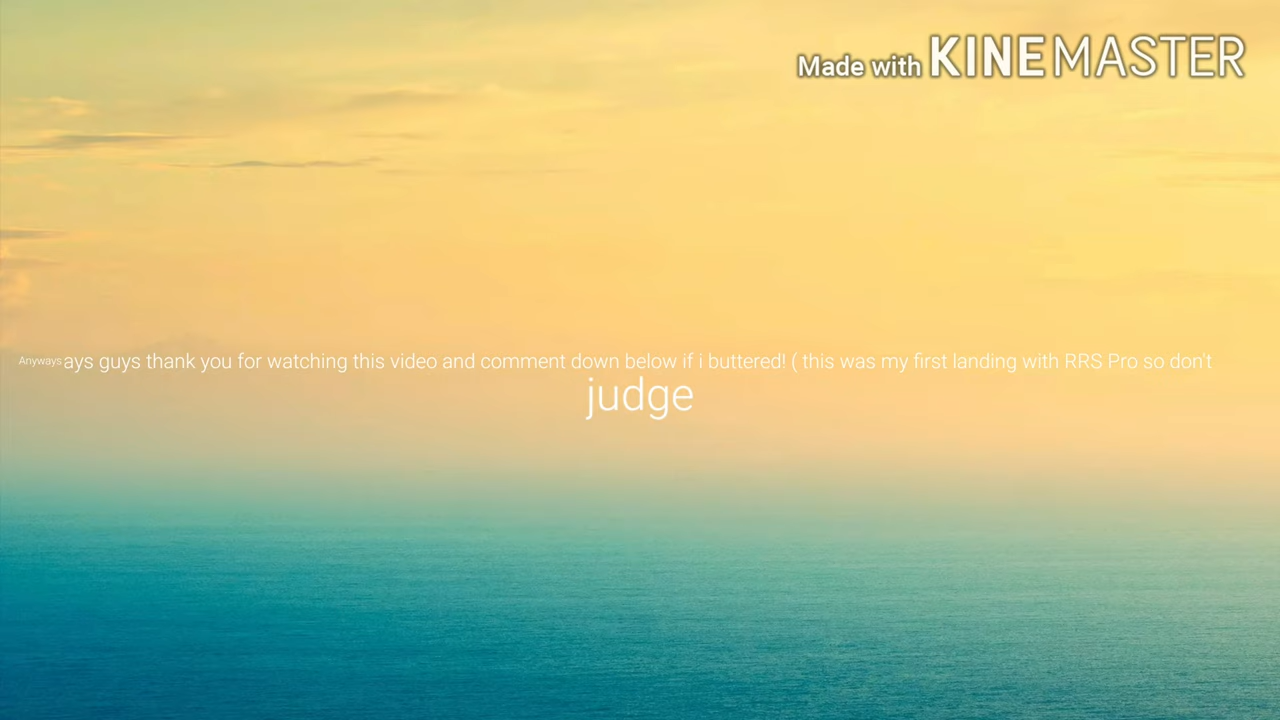 Made with KINEMASTER
Anyways ays guys thank you for watching this video and comment down below if i buttered! ( this was my first landing with RRS Pro so don't
judge